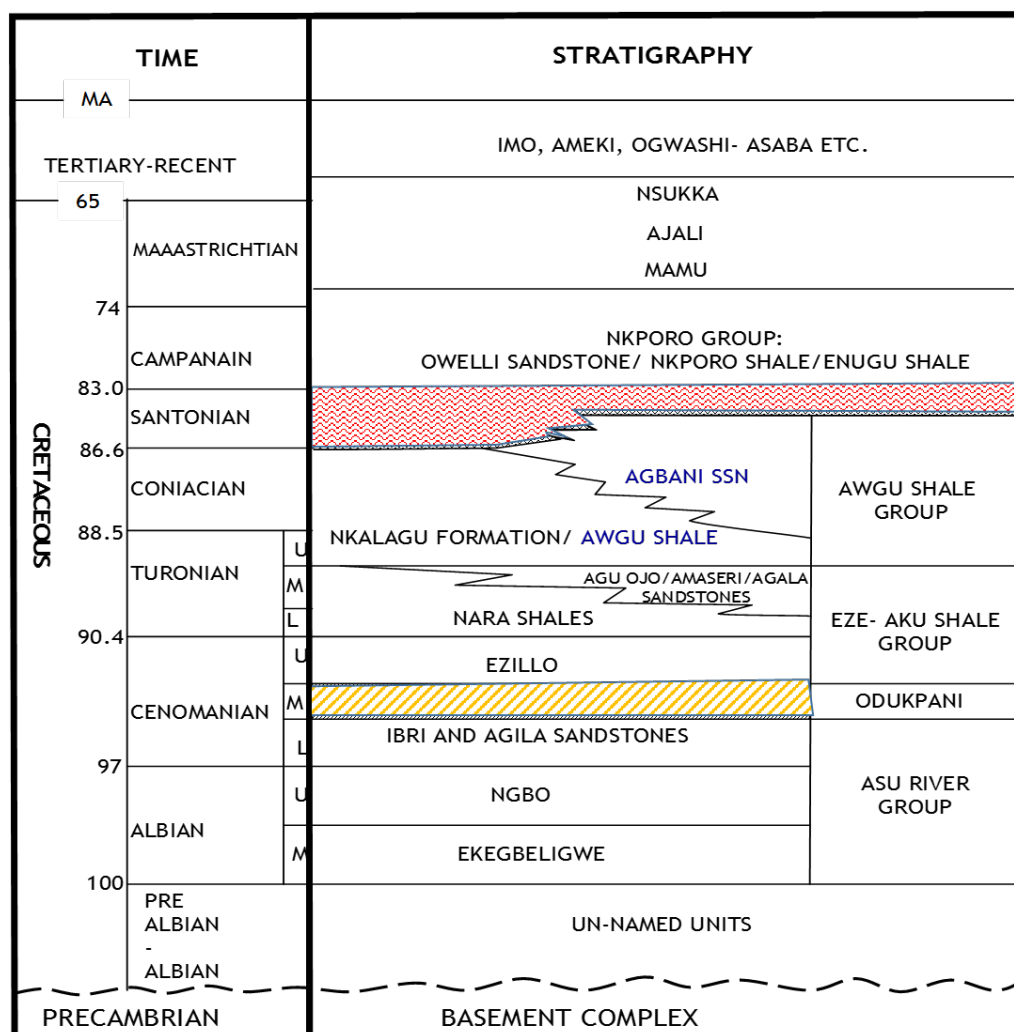 TIME
STRATIGRAPHY
MA
TERTIARY-RECENT
IMO, AMEKI, OGWASHI- ASABA ETC.
65
NSUKKA
AJALI
MAMU
MAAASTRICHTIAN
74
CAMPANAIN
NKPORO GROUP:
OWELLI SANDSTONE/ NKPORO SHALE/ENUGU SHALE
83.0
SANTONIAN
86.6
CRETACEOUS
CONIACIAN
AGBANI SSN
AWGU SHALE
GROUP
88.5
NKALAGU FORMATION/ AWGU SHALE
TURONIAN
U
M
L
AGU OJO/AMASERI/AGALA
SANDSTONES
NARA SHALES
EZE- AKU SHALE
GROUP
90.4
U
EZILLO
CENOMANIAN
M
ODUKPANI
L
IBRI AND AGILA SANDSTONES
97
ASU RIVER
GROUP
U
NGBO
ALBIAN
M
EKEGBELIGWE
100
PRE
ALBIAN
-
ALBIAN
UN-NAMED UNITS
PRECAMBRIAN
BASEMENT COMPLEX